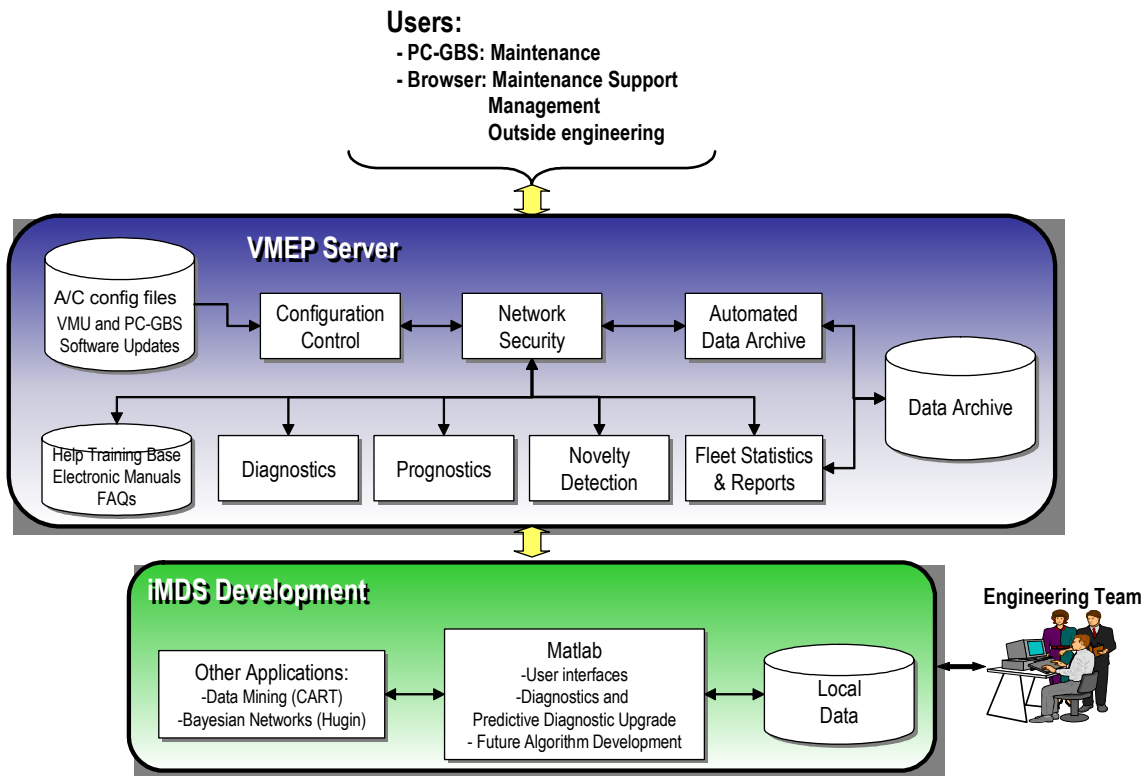 Users:
- PC-GBS: Maintenance
- Browser: Maintenance Support
Management
Outside engineering
VMEP Server
A/C config files
VMU and PC-GBS
Software Updates
Configuration
Control
Network
Security
Automated
Data Archive
Data Archive
Help Training Base
Electronic Manuals
FAQs
Diagnostics
Prognostics
Novelty
Detection
Fleet Statistics
& Reports
iMDS Development
Engineering Team
Other Applications:
-Data Mining (CART)
-Bayesian Networks (Hugin)
Matlab
-User interfaces
-Diagnostics and
Predictive Diagnostic Upgrade
- Future Algorithm Development
Local
Data